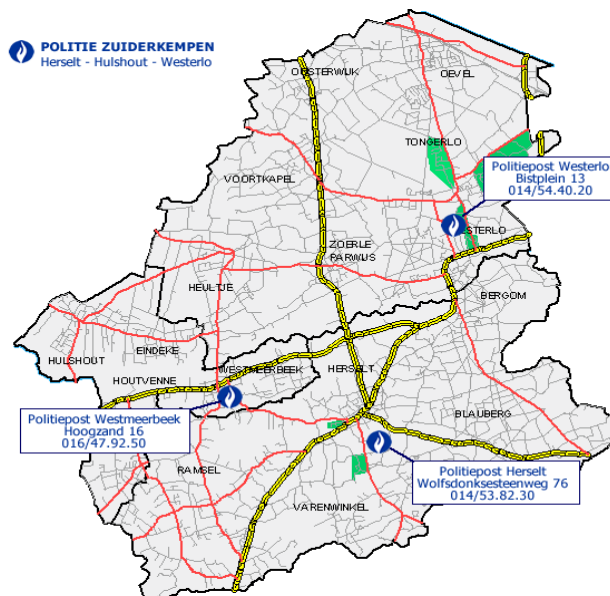 POLITIE ZUIDERKEMPEN
Herselt - Hulshout - Westerlo
OOSTERWIJK
OEVEL
TONGERLO
Politiepost Westerlo
Bistplein 13
014/54.40.20
VOORTKAPEL
ESTERLO
ZOERLE
PARWIJS
HEULTJE
BERGOM
HULSHOUT
EINDEKE
HOUTVENNE
WESTMEERBEEK
HERSELT
Politiepost Westmeerbeek
Hoogzand 16
016/47.92.50
BLAUBERG
RAMSEL
Politiepost Herselt
Wolfsdonksesteenweg 76
014/53.82.30
VARENWINKEL